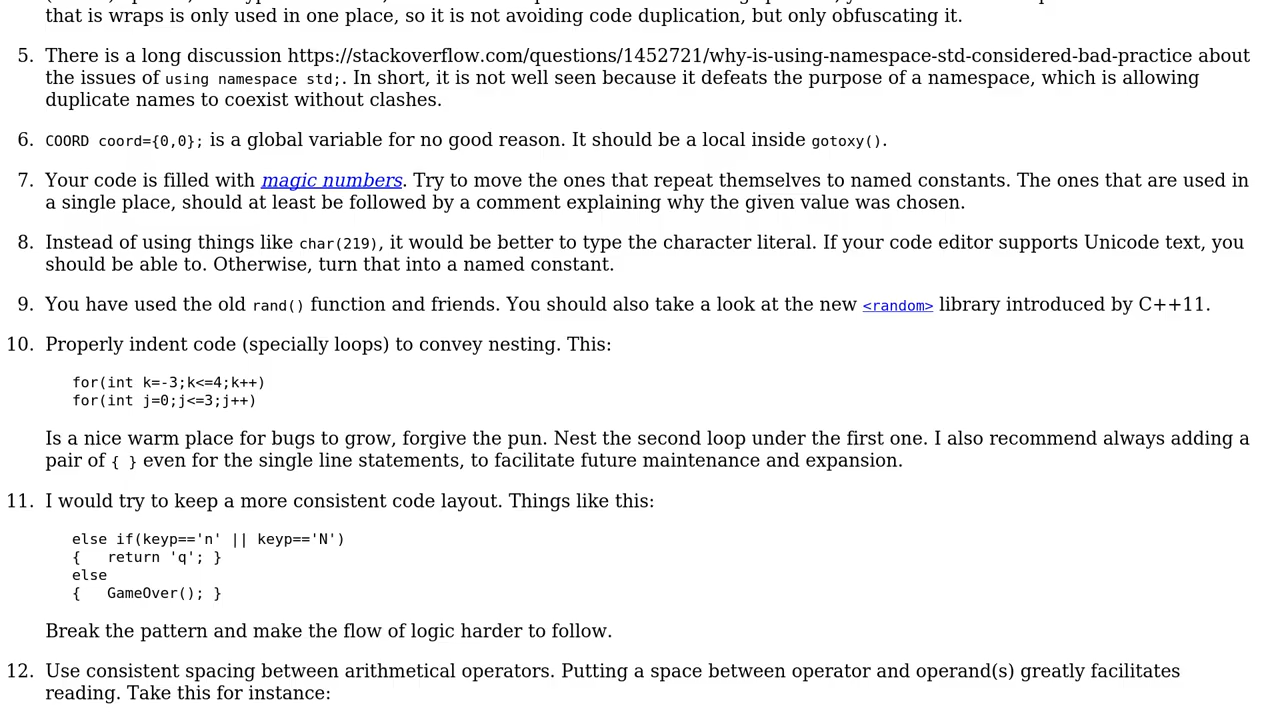 that is wraps is only used in one place, so it is not avoiding code duplication, but only obfuscating it.
5. There is a long discussion https://stackoverflow.com/questions/1452721/why-is-using-namespace-std-considered-bad-practice about
the issues of using namespace std;. In short, it is not well seen because it defeats the purpose of a namespace, which is allowing
duplicate names to coexist without clashes.
6. COORD coord={0,0}; is a global variable for no good reason. It should be a local inside gotoxy().
7. Your code is filled with magic numbers. Try to move the ones that repeat themselves to named constants. The ones that are used in
a single place, should at least be followed by a comment explaining why the given value was chosen.
8. Instead of using things like char(219), it would be better to type the character literal. If your code editor supports Unicode text, you
should be able to. Otherwise, turn that into a named constant.
9. You have used the old rand() function and friends. You should also take a look at the new <random> library introduced by C++11.
10. Properly indent code (specially loops) to convey nesting. This:
for(int k=-3;k<=4;k++)
for(int j=0;j<=3;j++)
Is a nice warm place for bugs to grow, forgive the pun. Nest the second loop under the first one. I also recommend always adding a
pair of { } even for the single line statements, to facilitate future maintenance and expansion.
11. I would try to keep a more consistent code layout. Things like this:
else if(keyp=='n' || keyp=='N')
{   return 'q'; }
else
{   GameOver(); }
Break the pattern and make the flow of logic harder to follow.
12. Use consistent spacing between arithmetical operators. Putting a space between operator and operand(s) greatly facilitates
reading. Take this for instance: